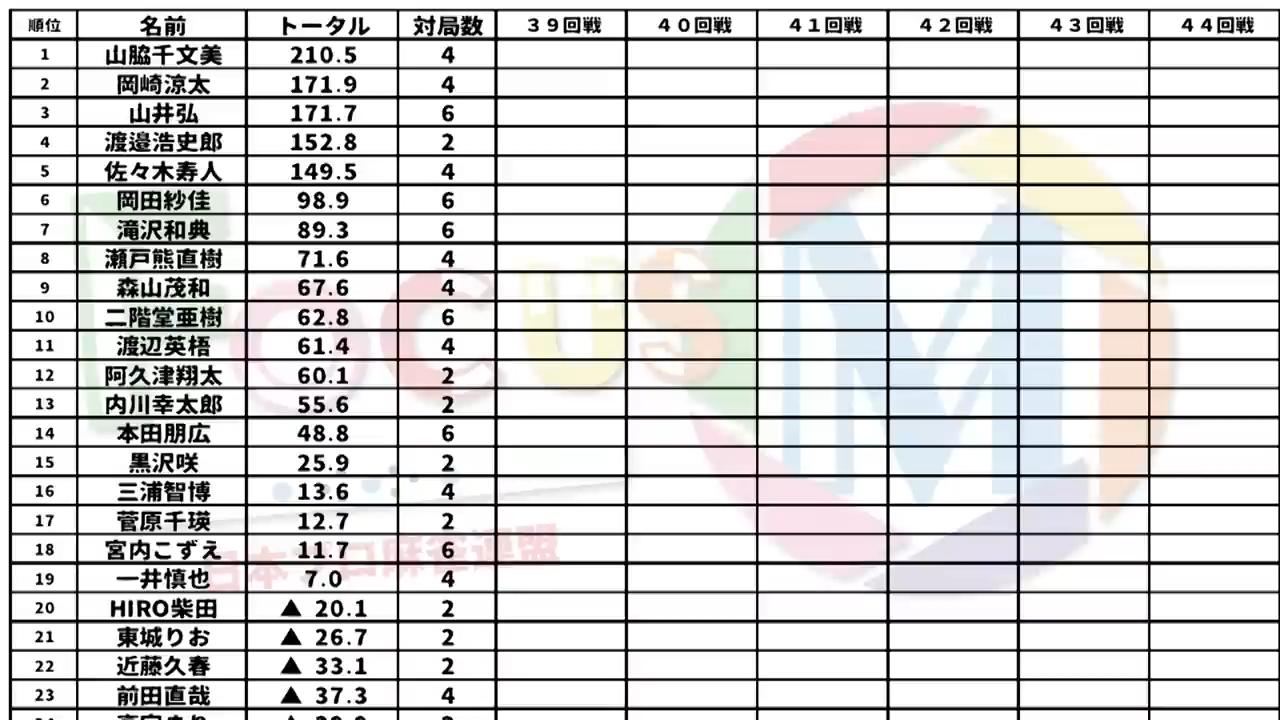 順位 名前 トータル 対局数 39回戦 40回戦 41回戦 42回戦 43回戦 44回戦
1 山脇千文美 210.5 4
2 岡崎涼太 171.9 4
3 山井弘 171.7 6
4 渡邉浩史郎 152.8 2
5 佐々木寿人 149.5 4
6 岡田紗佳 98.9 6
7 滝沢和典 89.3 6
8 瀬戸熊直樹 71.6 4
9 森山茂和 67.6 4
10 二階堂亜樹 62.8 6
11 渡辺英梧 61.4 4
12 阿久津翔太 60.1 2
13 内川幸太郎 55.6 2
14 本田朋広 48.8 6
15 黒沢咲 25.9 2
16 三浦智博 13.6 4
17 菅原千瑛 12.7 2
18 宮内こずえ 11.7 6
19 一井慎也 7.0 4
20 HIRO柴田 ▲ 20.1 2
21 東城りお ▲ 26.7 2
22 近藤久春 ▲ 33.1 2
23 前田直哉 ▲ 37.3 4
FOCUS M
日本プロ麻雀連盟